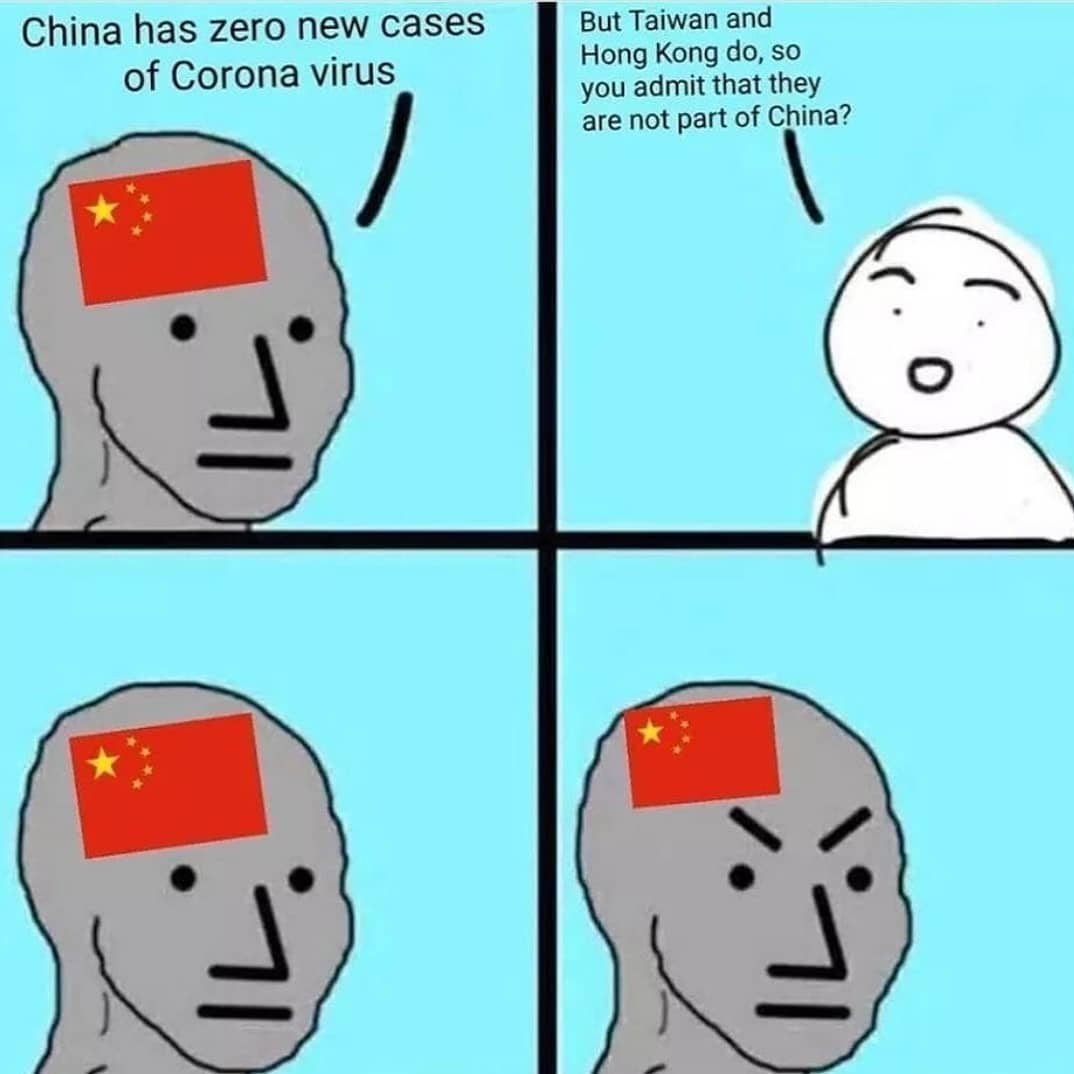 China has zero new cases
of Corona virus
But Taiwan and
Hong Kong do, so
you admit that they
are not part of China?